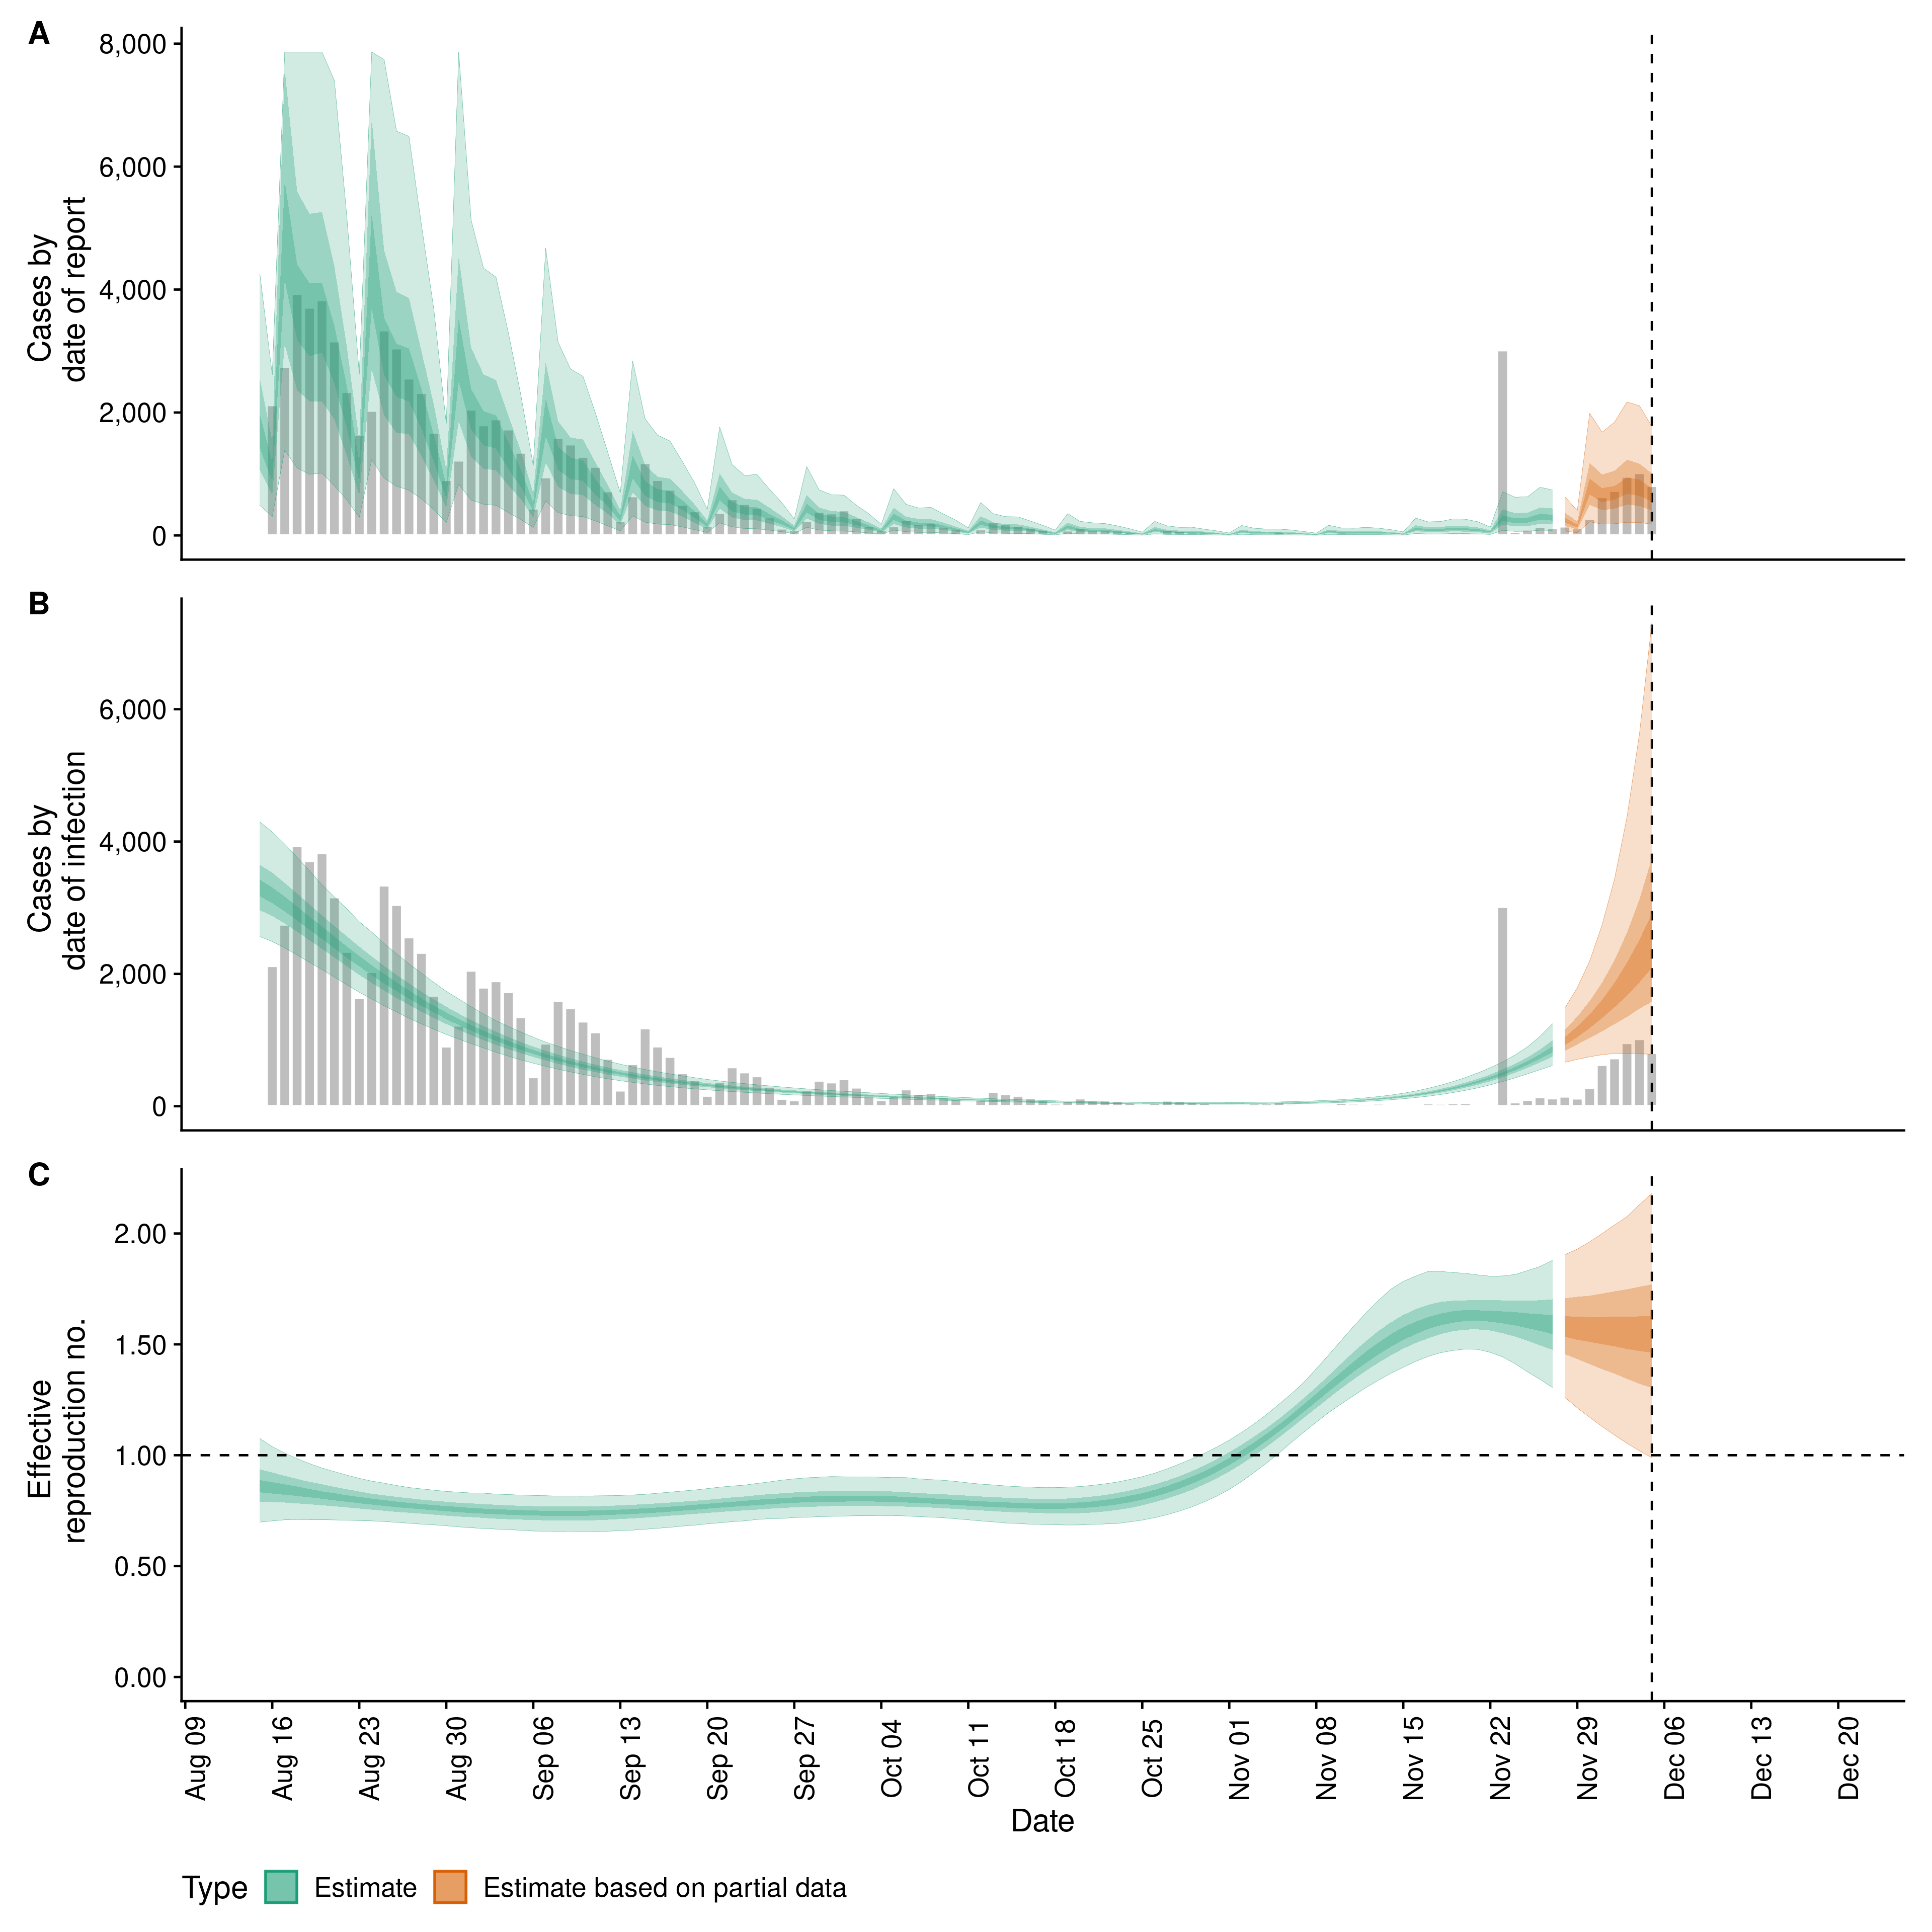 A
8,000
6,000
4,000
2,000
0
Cases by
date of report
B
6,000
4,000
2,000
0
Cases by
date of infection
C
2.00
1.50
1.00
0.50
0.00
Effective
reproduction no.
Aug 09
Aug 16
Aug 23
Aug 30
Sep 06
Sep 13
Sep 20
Sep 27
Oct 04
Oct 11
Oct 18
Oct 25
Nov 01
Nov 08
Nov 15
Nov 22
Nov 29
Dec 06
Dec 13
Dec 20
Date
Type Estimate Estimate based on partial data